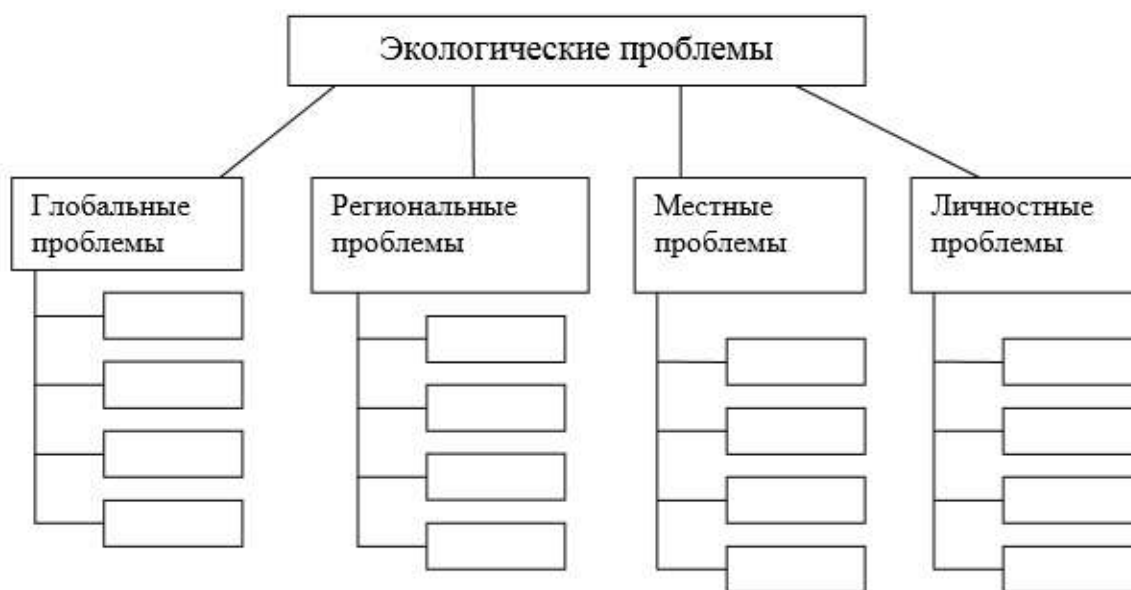 Экологические проблемы
Глобальные
проблемы
Региональные
проблемы
Местные
проблемы
Личностные
проблемы